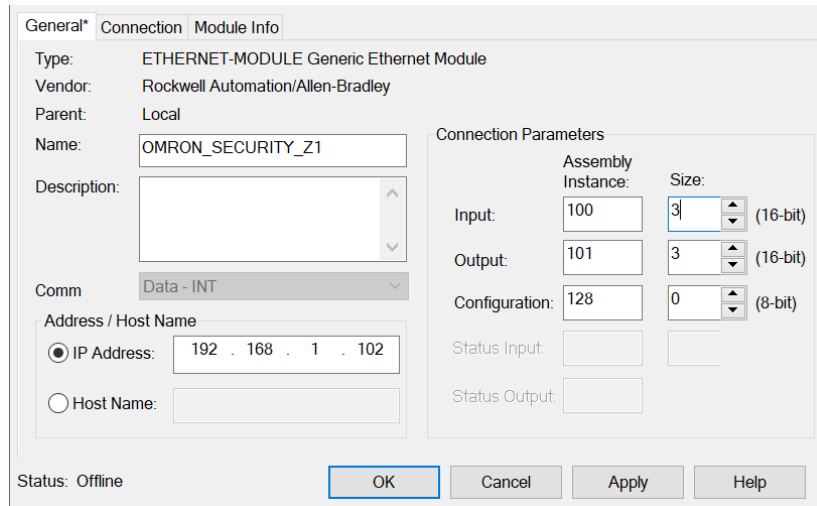 General* Connection Module Info
Type: ETHERNET-MODULE Generic Ethernet Module
Vendor: Rockwell Automation/Allen-Bradley
Parent: Local
Name: OMRON_SECURITY_Z1
Description:
Comm Data - INT
Address / Host Name
IP Address: 192 . 168 . 1 . 102
Host Name:
Connection Parameters
Assembly Instance: Size:
Input: 100 3 (16-bit)
Output: 101 3 (16-bit)
Configuration: 128 0 (8-bit)
Status Input:
Status Output:
Status: Offline OK Cancel Apply Help